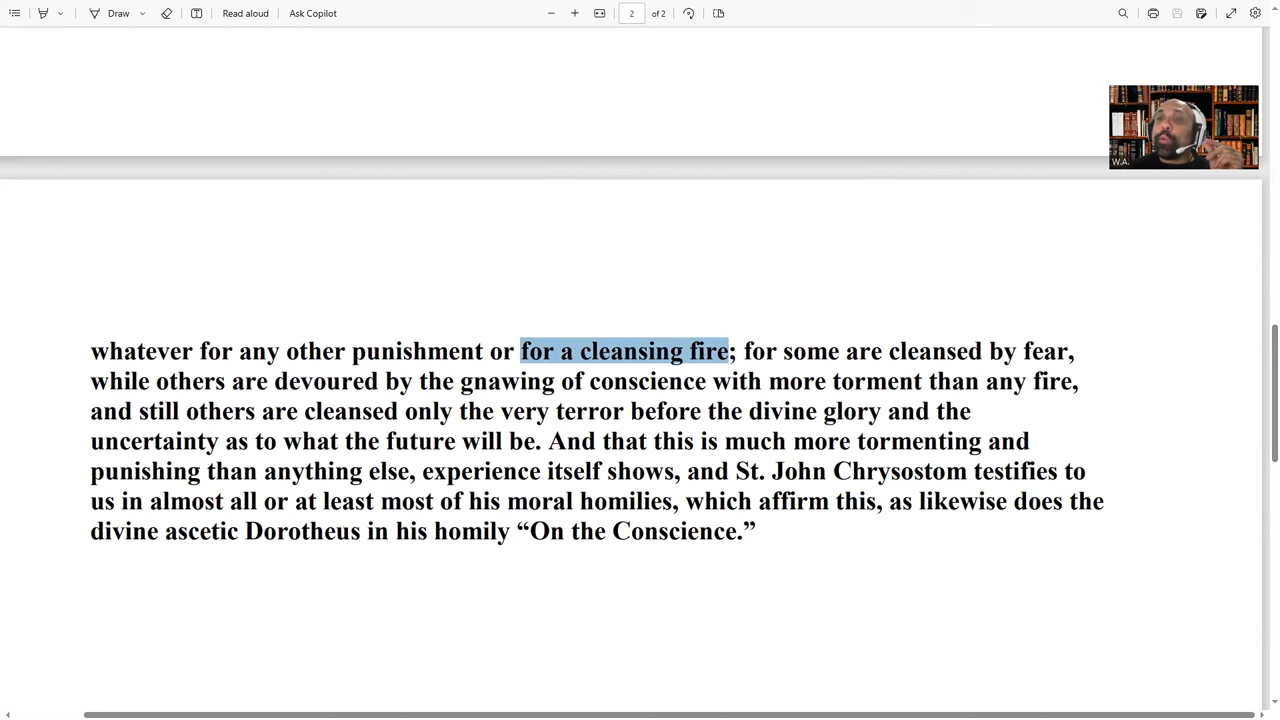 Draw
Read aloud
Ask Copilot
2 of 2
W.A.
whatever for any other punishment or for a cleansing fire; for some are cleansed by fear,
while others are devoured by the gnawing of conscience with more torment than any fire,
and still others are cleansed only the very terror before the divine glory and the
uncertainty as to what the future will be. And that this is much more tormenting and
punishing than anything else, experience itself shows, and St. John Chrysostom testifies to
us in almost all or at least most of his moral homilies, which affirm this, as likewise does the
divine ascetic Dorotheus in his homily “On the Conscience.”